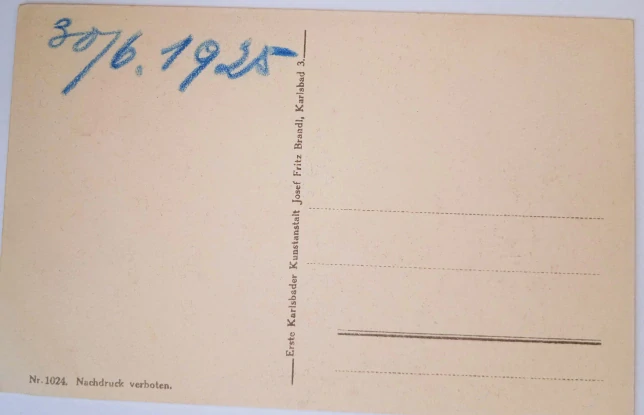 30/6. 1925
Erste Karlsbader Kunstanstalt Josef Fritz Brandl, Karlsbad 3.
Nr. 1024. Nachdruck verboten.